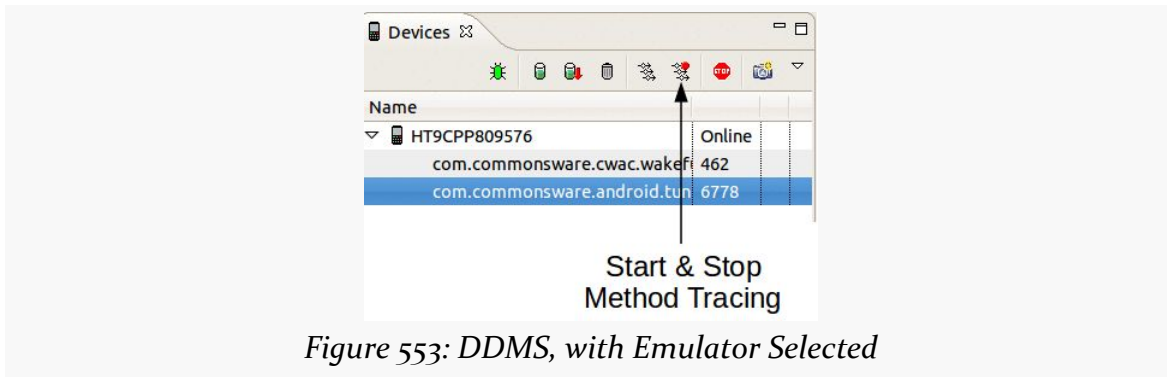 Devices
STOP
Name
HT9CPP809576 Online
com.commonsware.cwac.wakef 462
com.commonsware.android.tun 6778
Start & Stop
Method Tracing
Figure 553: DDMS, with Emulator Selected